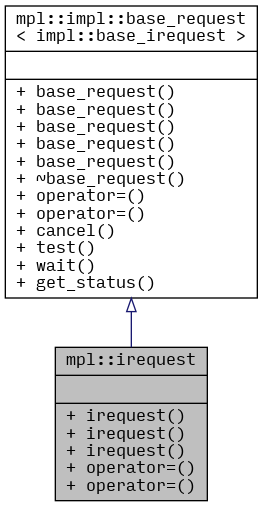 mpl::impl::base_request
< impl::base_irequest >
+ base_request()
+ base_request()
+ base_request()
+ base_request()
+ base_request()
+ ~base_request()
+ operator=()
+ operator=()
+ cancel()
+ test()
+ wait()
+ get_status()
mpl::irequest
+ irequest()
+ irequest()
+ irequest()
+ operator=()
+ operator=()